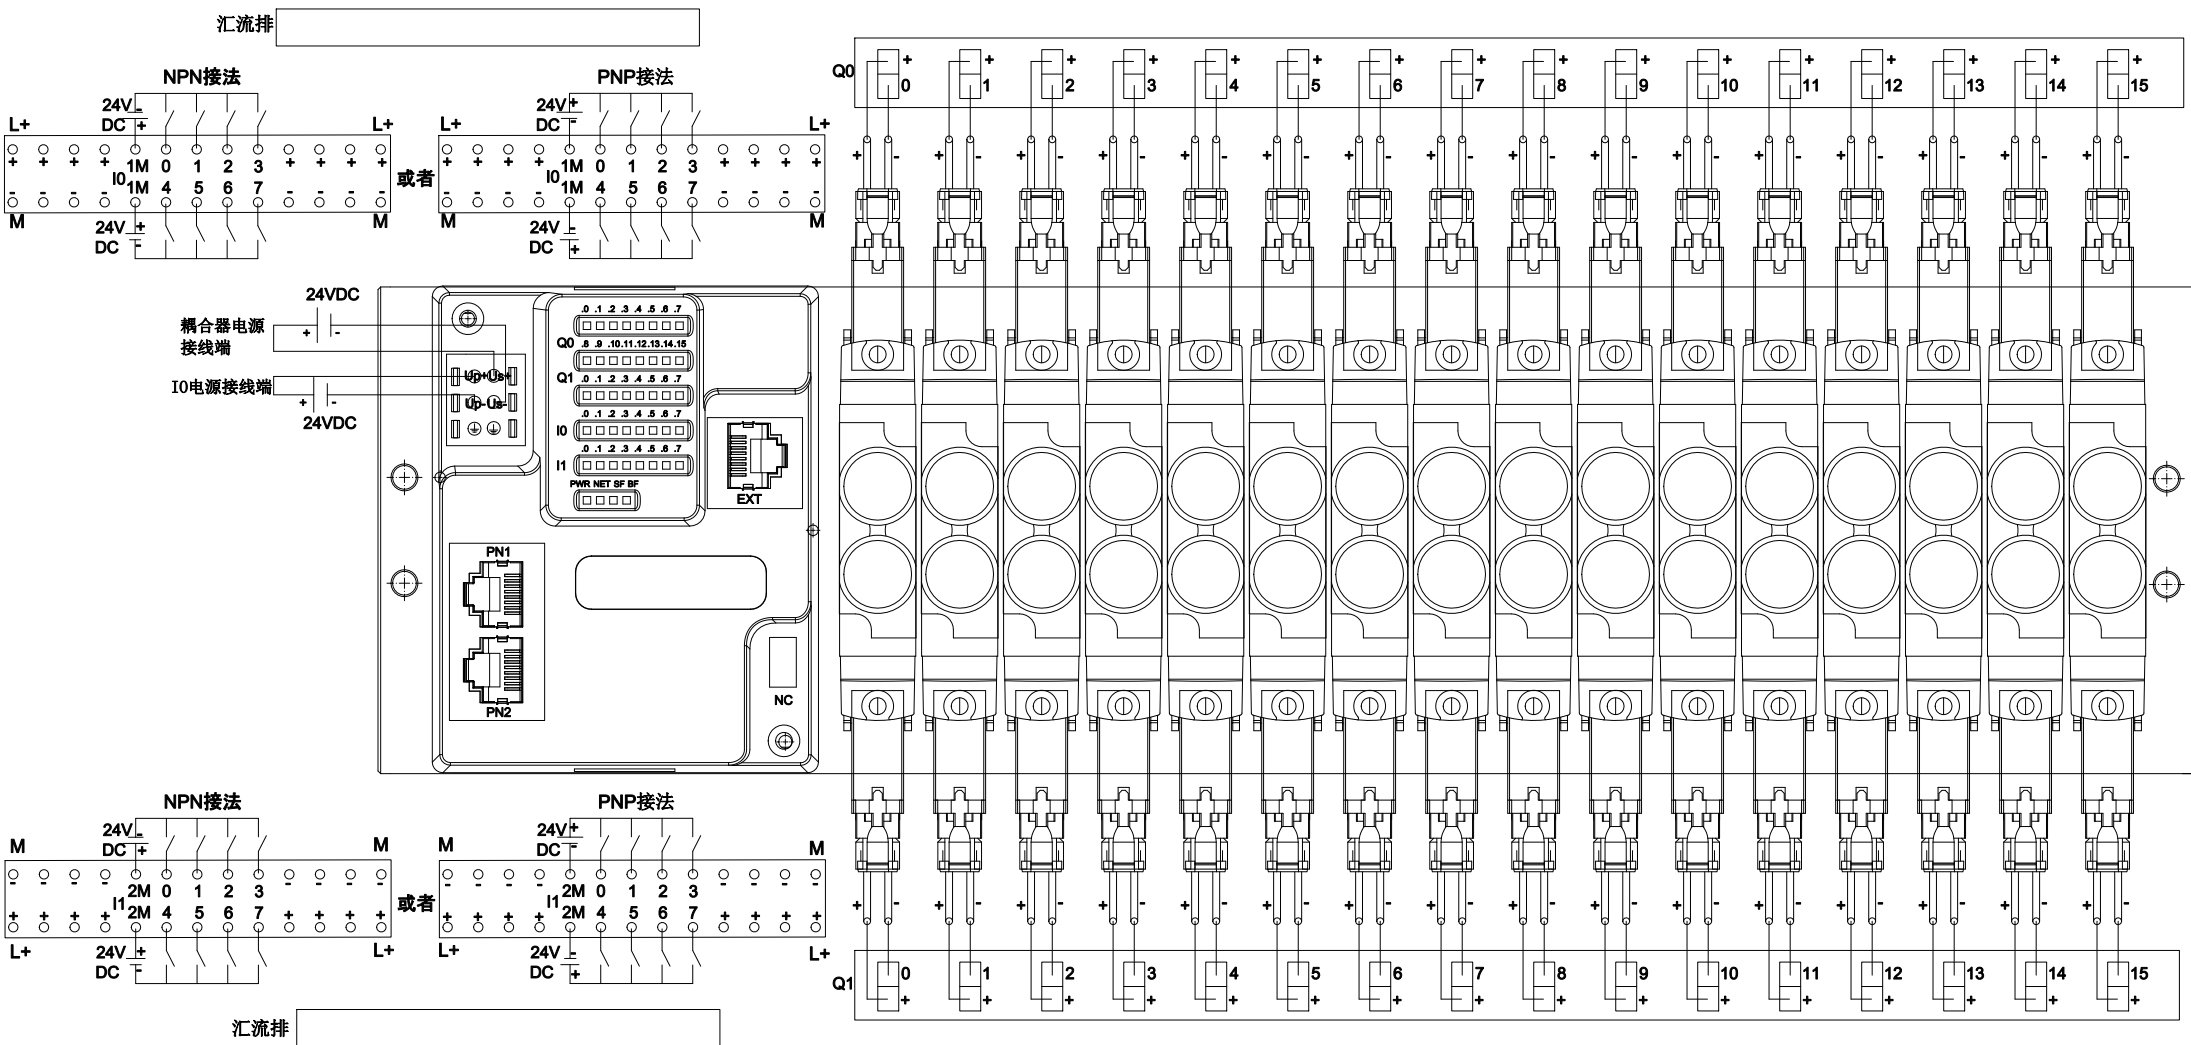 汇流排
NPN接法
PNP接法
24V - DC +
24V + DC -
L+ L+
L+ L+
+ + + + 1M 0 1 2 3 + + + +
I0
- - - - 1M 4 5 6 7 - - - -
M M
24V + DC -
或者
+ + + + 1M 0 1 2 3 + + + +
I0
- - - - 1M 4 5 6 7 - - - -
M M
24V - DC +
Q0
+ + + + + + + + + + + + + + + +
0 1 2 3 4 5 6 7 8 9 10 11 12 13 14 15
+ - + - + - + - + - + - + - + - + - + - + - + - + - + - + - + -
24VDC
耦合器电源
接线端
+ -
IO电源接线端
+ -
24VDC
Up+ Us+
Up- Us-
.0 .1 .2 .3 .4 .5 .6 .7
Q0 .8 .9 .10 .11 .12 .13 .14 .15
Q1 .0 .1 .2 .3 .4 .5 .6 .7
.0 .1 .2 .3 .4 .5 .6 .7
I0
.0 .1 .2 .3 .4 .5 .6 .7
I1
PWR NET SF BF
EXT
PN1
PN2
NC
NPN接法
PNP接法
24V - DC +
24V + DC -
M M
M M
- - - - 2M 0 1 2 3 - - - -
I1
+ + + + 2M 4 5 6 7 + + + +
L+ L+
24V + DC -
或者
- - - - 2M 0 1 2 3 - - - -
I1
+ + + + 2M 4 5 6 7 + + + +
L+ L+
24V - DC +
汇流排
+ - + - + - + - + - + - + - + - + - + - + - + - + - + - + - + -
Q1
0 1 2 3 4 5 6 7 8 9 10 11 12 13 14 15
+ + + + + + + + + + + + + + + +